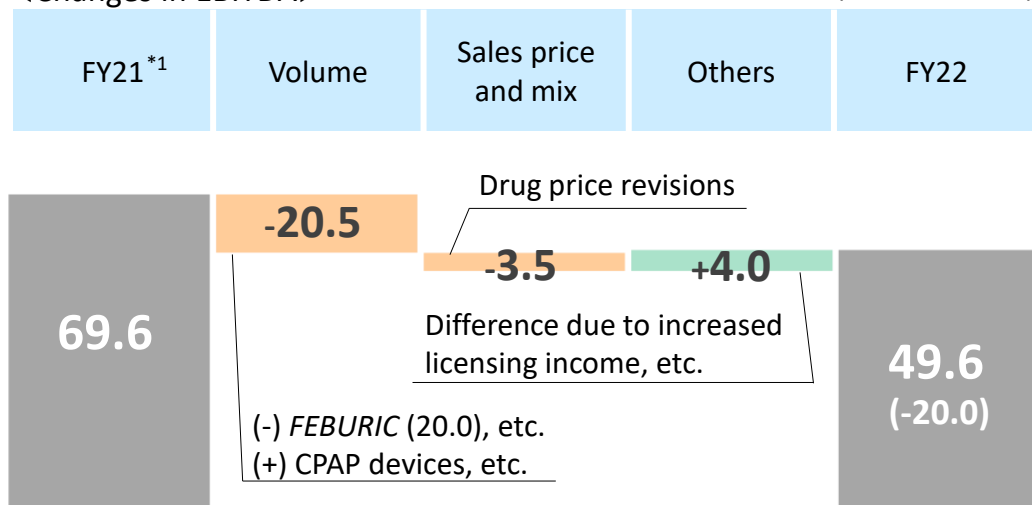 FY21*1
Volume
Sales price
and mix
Others
FY22
Drug price revisions
-20.5
-3.5
+4.0
69.6
Difference due to increased
licensing income, etc.
49.6
(-20.0)
(-) FEBURIC (20.0), etc.
(+) CPAP devices, etc.